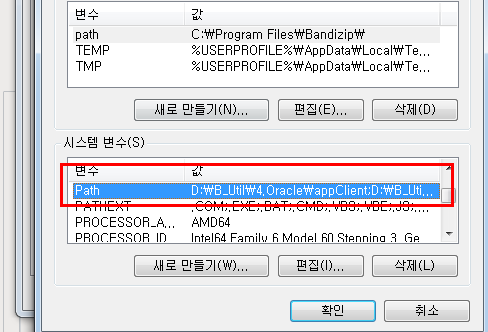 변수 값
path C:₩Program Files₩Bandizip₩
TEMP %USERPROFILE%₩AppData₩Local₩Te,,,
TMP %USERPROFILE%₩AppData₩Local₩Te,,,
새로 만들기(N)... 편집(E)... 삭제(D)
시스템 변수(S)
변수 값
Path D:₩B_Util₩4,Oracle₩appClient;D:₩B_Uti,,,
PATHEXT ,COM;,EXE;,BAT;,CMD;,VBS;,VBE;,JS;,,,
PROCESSOR_A,,, AMD64
PROCESSOR_ID Intel64 Family 6 Model 60 Stepping 3, Ge
새로 만들기(W)... 편집(I)... 삭제(L)
확인 취소